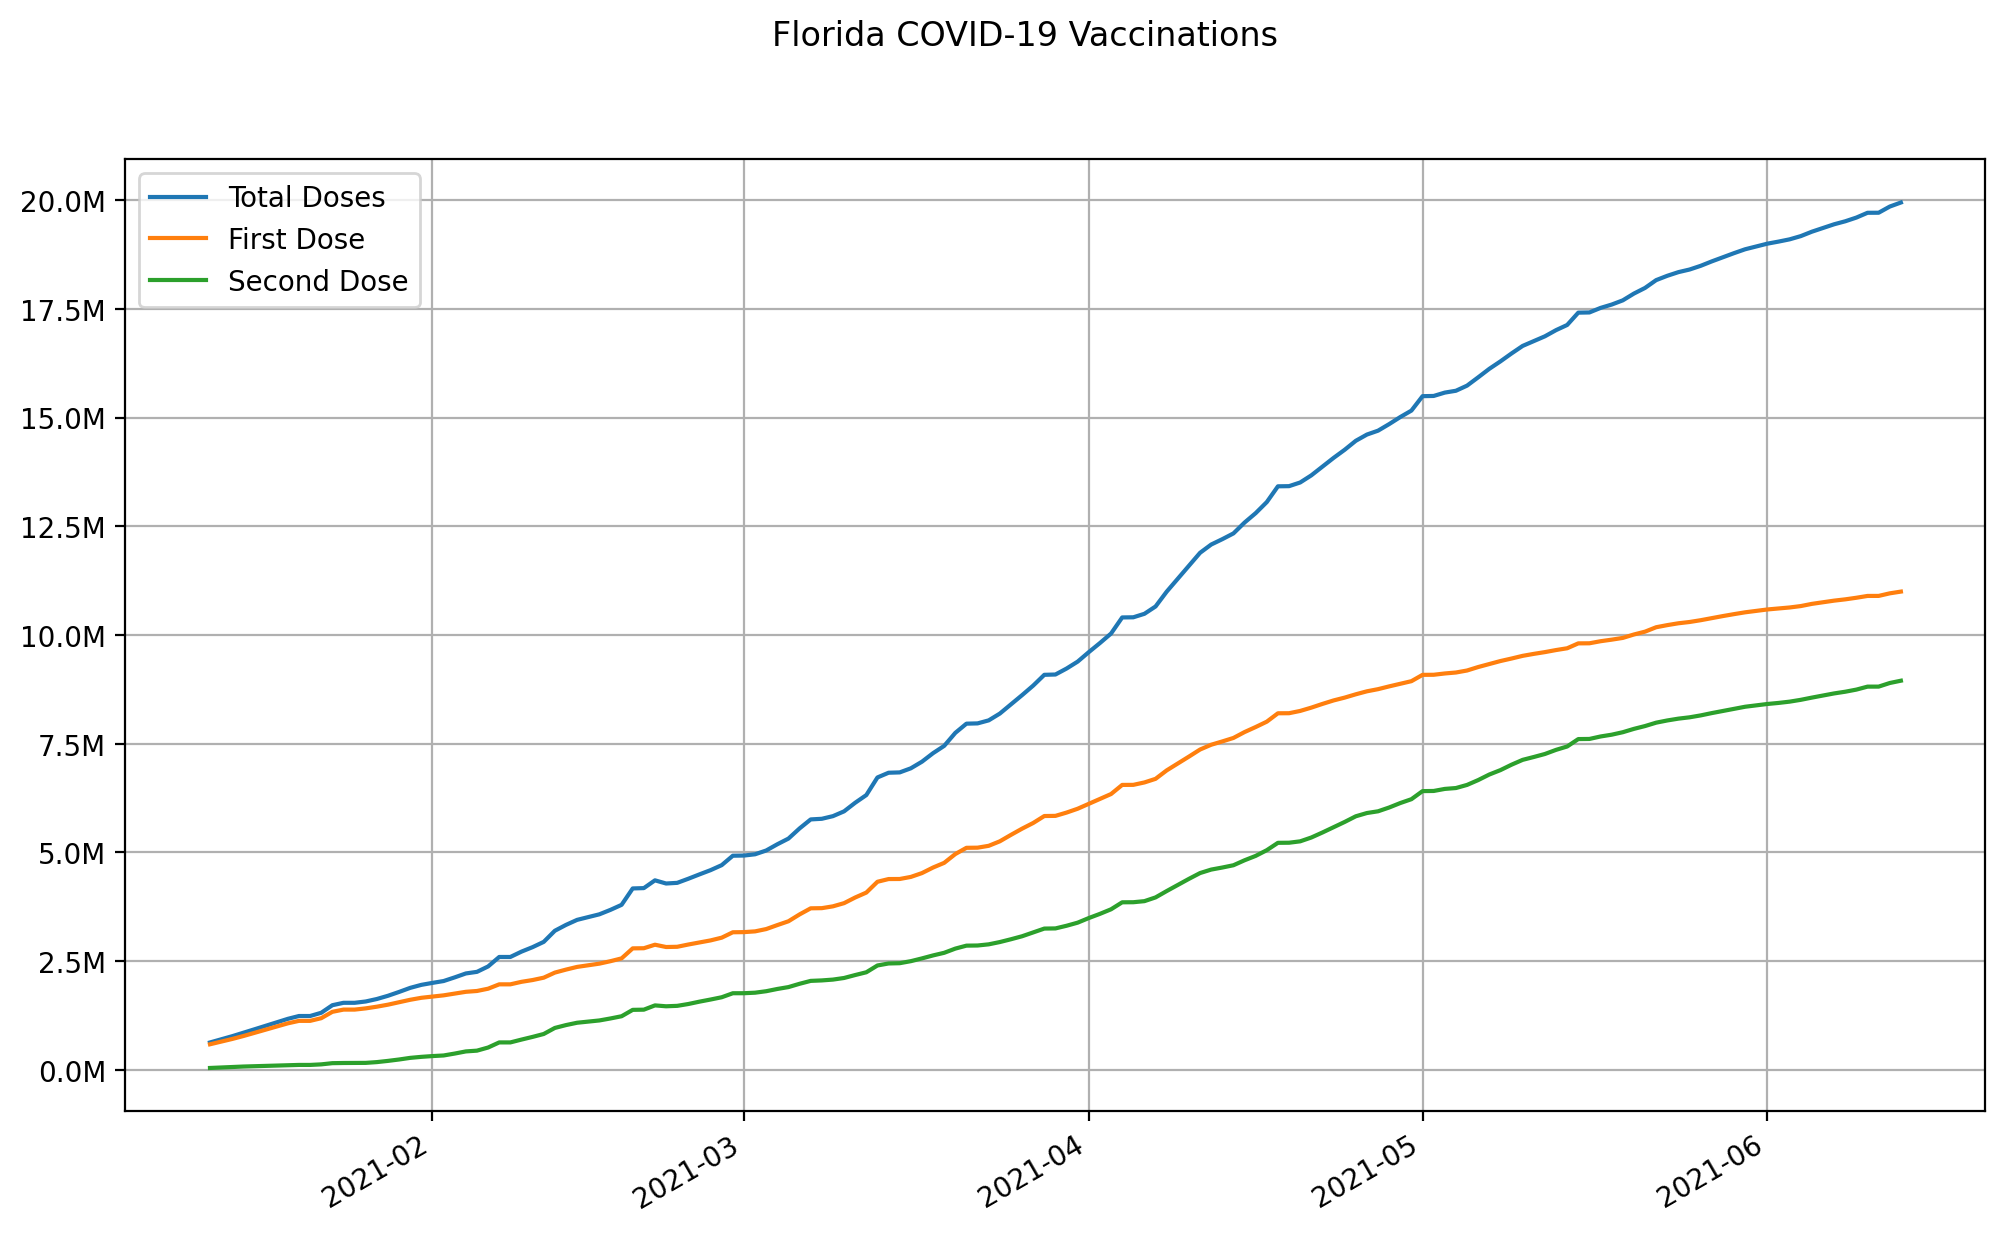 Florida COVID-19 Vaccinations
Total Doses
First Dose
Second Dose
20.0M
17.5M
15.0M
12.5M
10.0M
7.5M
5.0M
2.5M
0.0M
2021-02
2021-03
2021-04
2021-05
2021-06